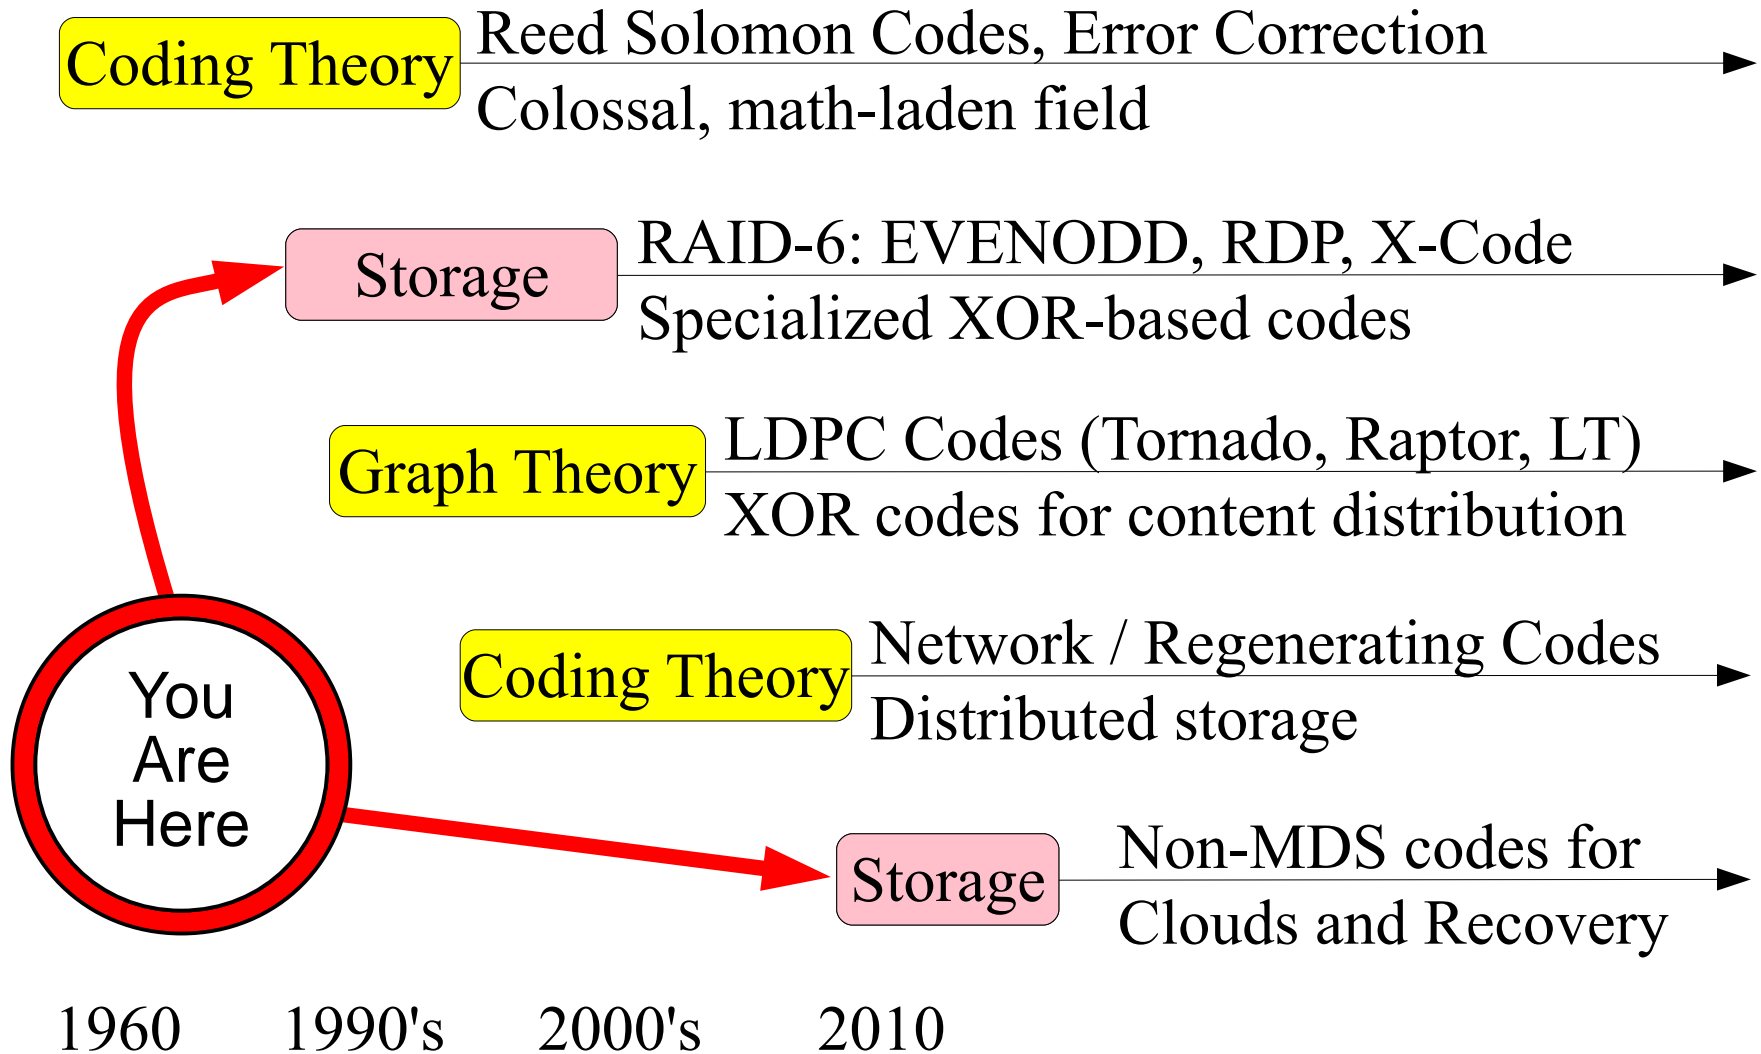 Coding Theory
Reed Solomon Codes, Error Correction
Colossal, math-laden field
Storage
RAID-6: EVENODD, RDP, X-Code
Specialized XOR-based codes
Graph Theory
LDPC Codes (Tornado, Raptor, LT)
XOR codes for content distribution
Coding Theory
Network / Regenerating Codes
Distributed storage
You
Are
Here
Storage
Non-MDS codes for
Clouds and Recovery
1960 1990's 2000's 2010